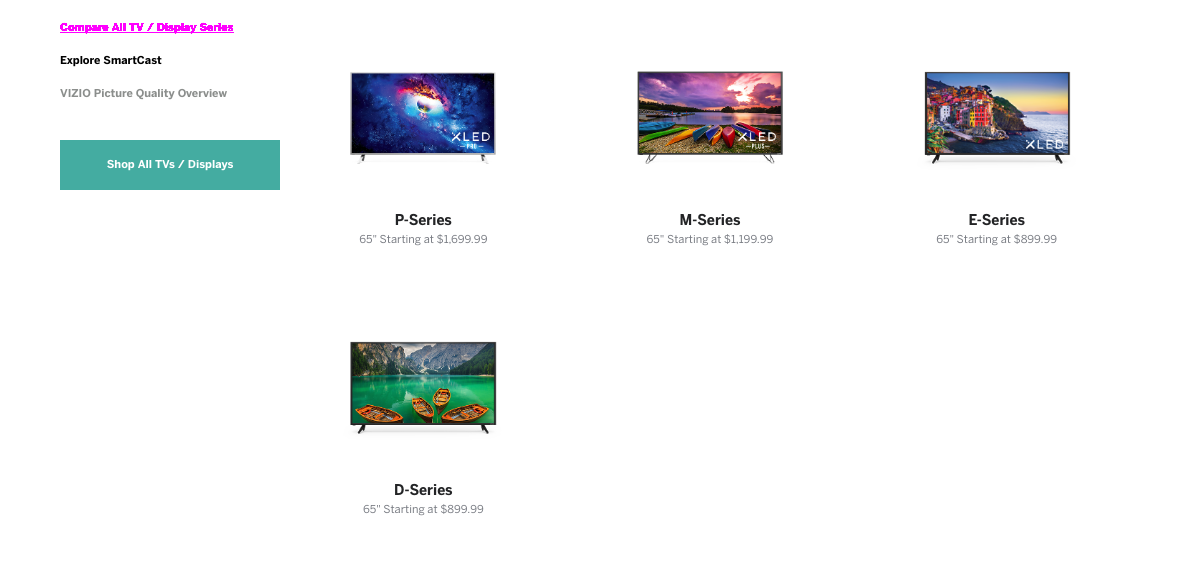 Compare All TV / Display Series
Explore SmartCast
VIZIO Picture Quality Overview
Shop All TVs / Displays
XLED
PRO
P-Series
65" Starting at $1,699.99
XLED
PLUS
M-Series
65" Starting at $1,199.99
XLED
E-Series
65" Starting at $899.99
D-Series
65" Starting at $899.99